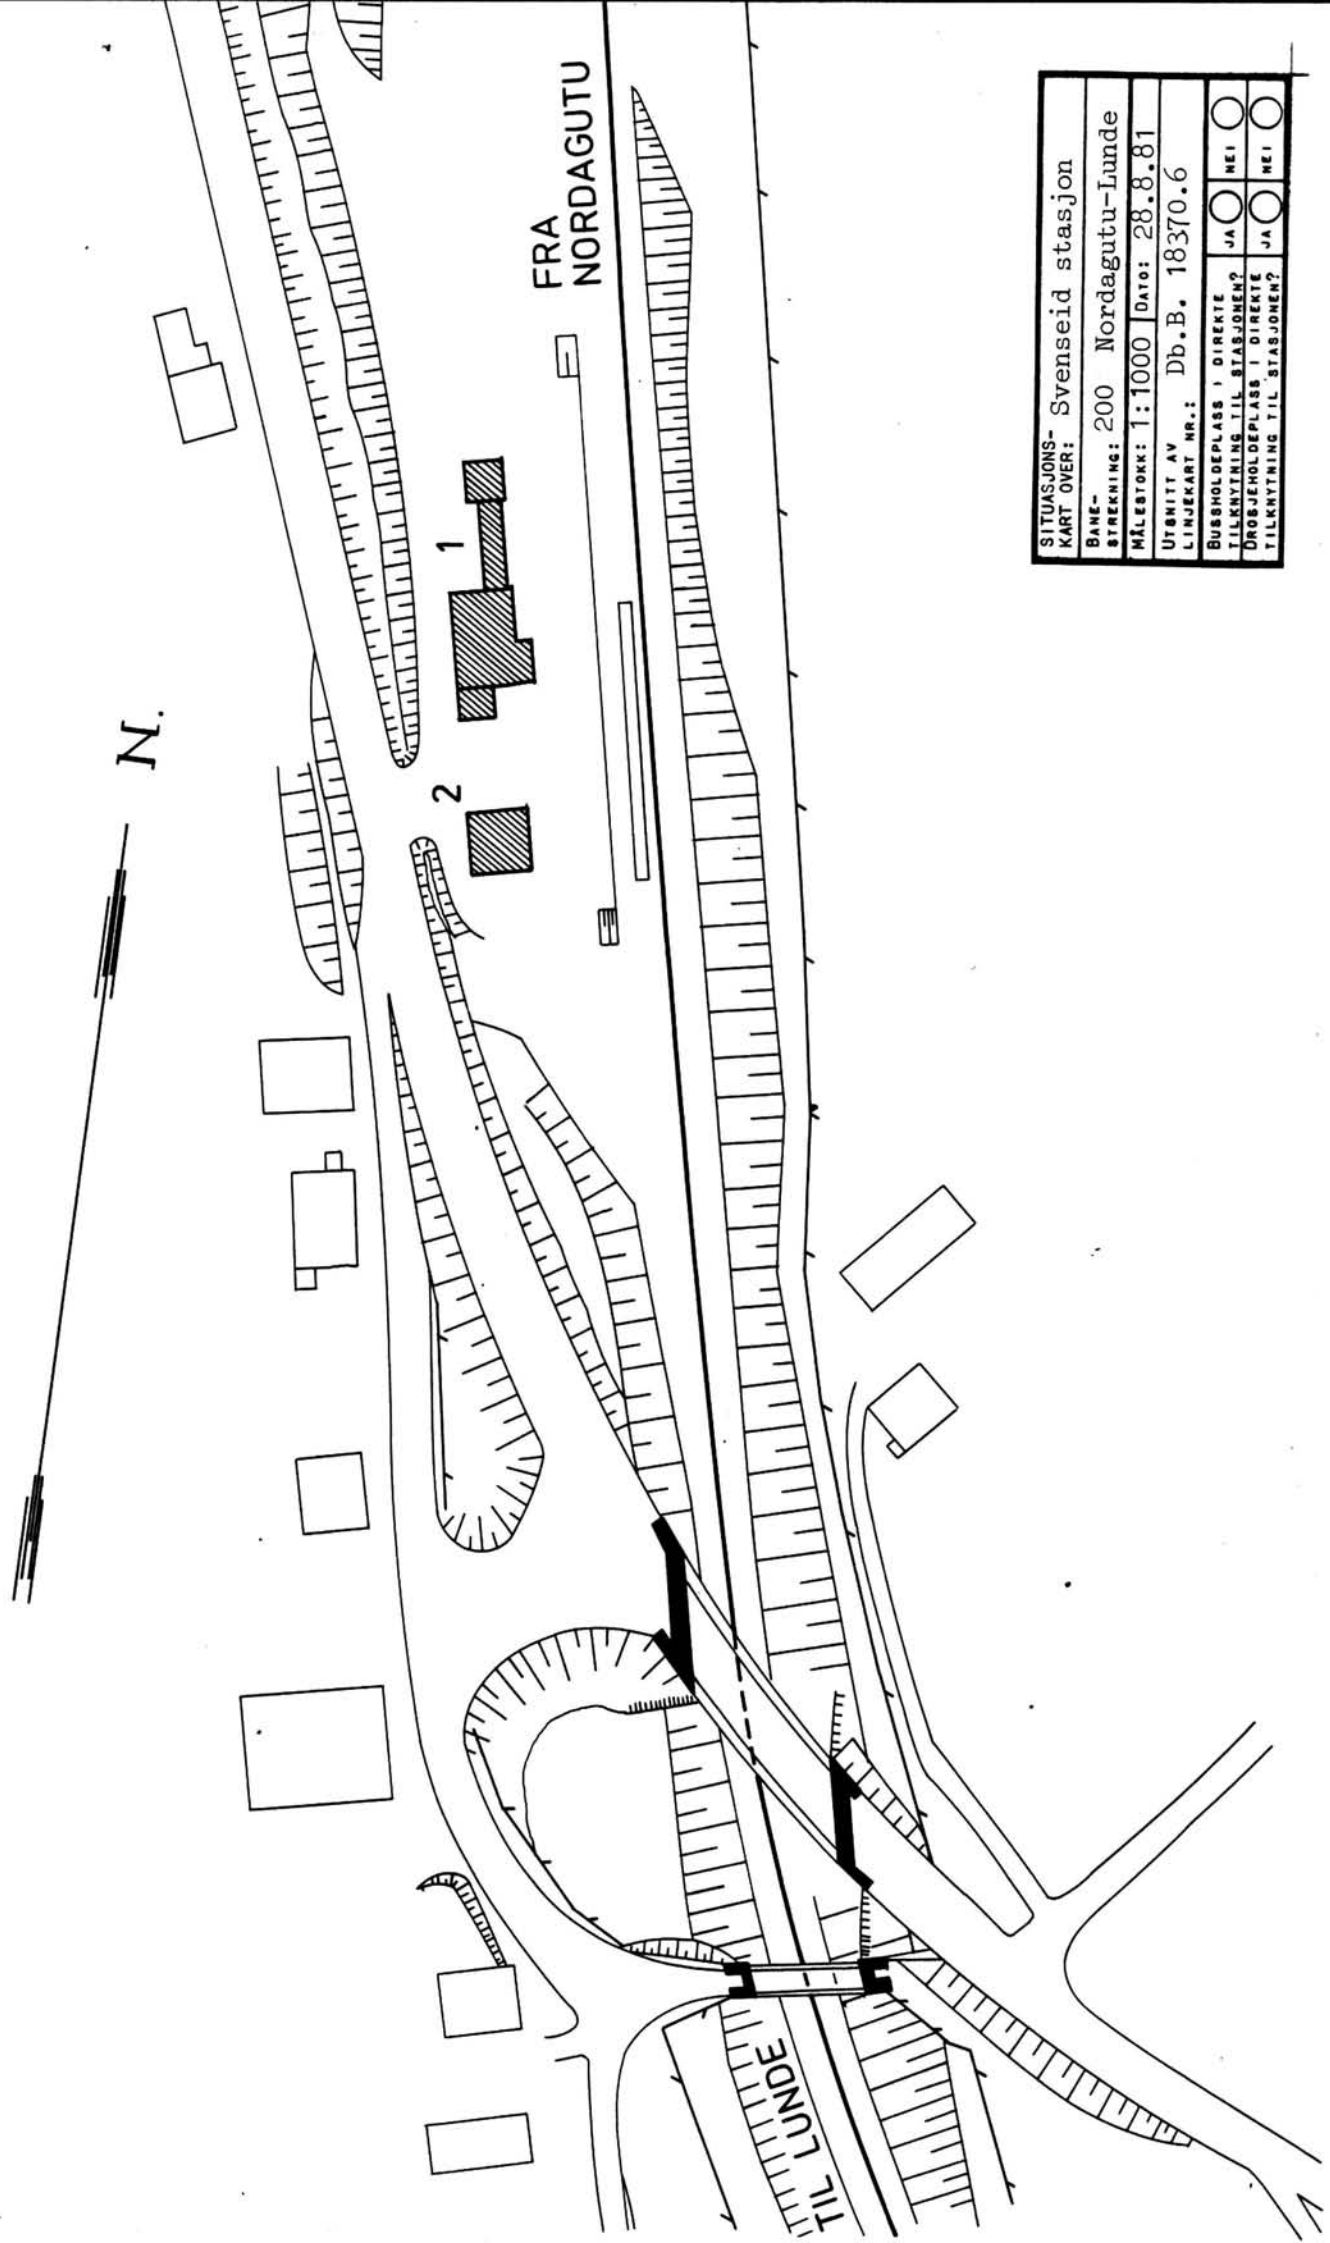 N.
1
2
FRA
NORDAGUTU
TIL LUNDE
SITUASJONS-
KART OVER: Svenseid stasjon
BANE-
STREKNING: 200 Nordagutu-Lunde
MÅLESTOKK: 1:1000 DATO: 28.8.81
UTSNITT AV
LINJEKART NR.: Db.B. 18370.6
BUSSHOLDEPLASS I DIREKTE
TILKNYTNING TIL STASJONEN? JA NEI
DROSJEHOLDEPLASS I DIREKTE
TILKNYTNING TIL STASJONEN? JA NEI